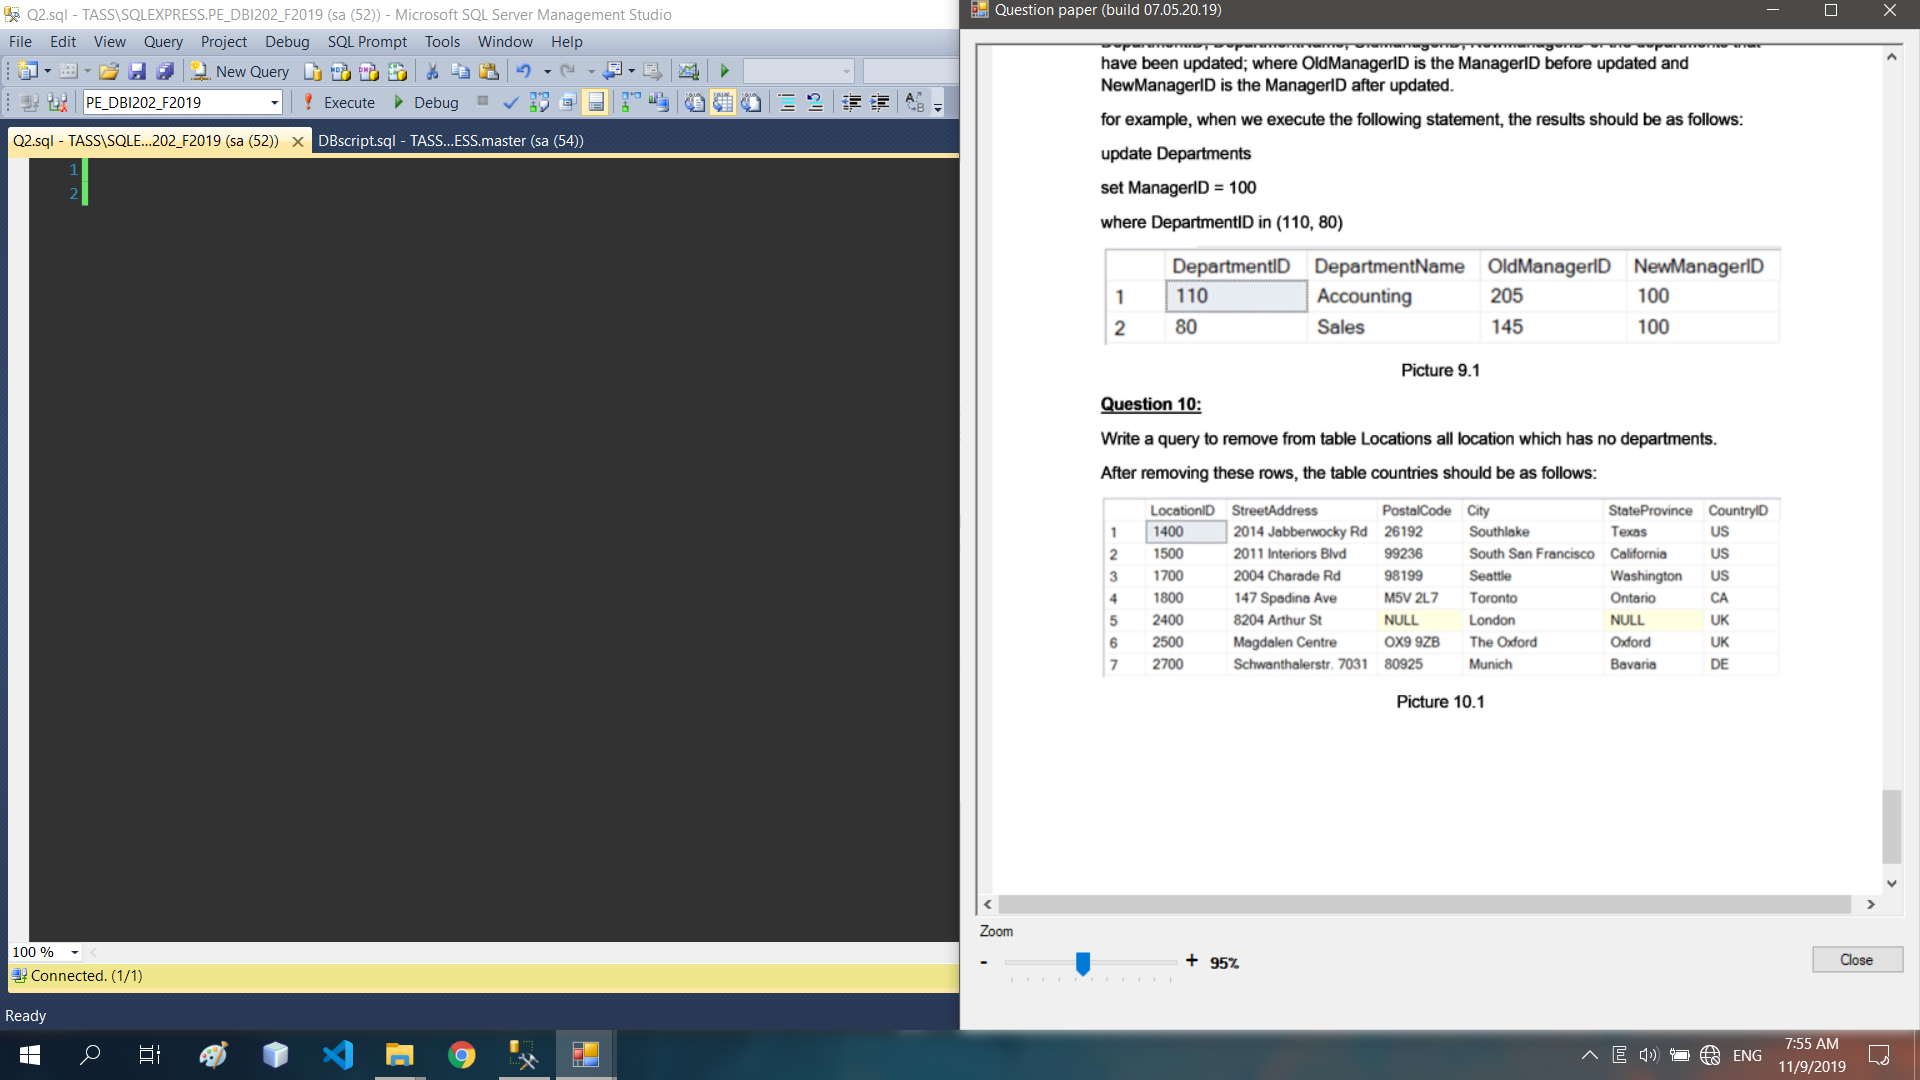 Q2.sql - TASS\SQLEXPRESS.PE_DBI202_F2019 (sa (52)) - Microsoft SQL Server Management Studio
File Edit View Query Project Debug SQL Prompt Tools Window Help
New Query
PE_DBI202_F2019 Execute Debug
Q2.sql - TASS\SQLE...202_F2019 (sa (52)) DBscript.sql - TASS...ESS.master (sa (54))
1
2
100 %
Connected. (1/1)
Ready
Question paper (build 07.05.20.19)
DepartmentID, DepartmentName, OldManagerID, NewManagerID of the departments that
have been updated; where OldManagerID is the ManagerID before updated and
NewManagerID is the ManagerID after updated.
for example, when we execute the following statement, the results should be as follows:
update Departments
set ManagerID = 100
where DepartmentID in (110, 80)
DepartmentID DepartmentName OldManagerID NewManagerID
1 110 Accounting 205 100
2 80 Sales 145 100
Picture 9.1
Question 10:
Write a query to remove from table Locations all location which has no departments.
After removing these rows, the table countries should be as follows:
LocationID StreetAddress PostalCode City StateProvince CountryID
1 1400 2014 Jabberwocky Rd 26192 Southlake Texas US
2 1500 2011 Interiors Blvd 99236 South San Francisco California US
3 1700 2004 Charade Rd 98199 Seattle Washington US
4 1800 147 Spadina Ave M5V 2L7 Toronto Ontario CA
5 2400 8204 Arthur St NULL London NULL UK
6 2500 Magdalen Centre OX9 9ZB The Oxford Oxford UK
7 2700 Schwanthalerstr. 7031 80925 Munich Bavaria DE
Picture 10.1
Zoom
- + 95%
Close
ENG
7:55 AM
11/9/2019